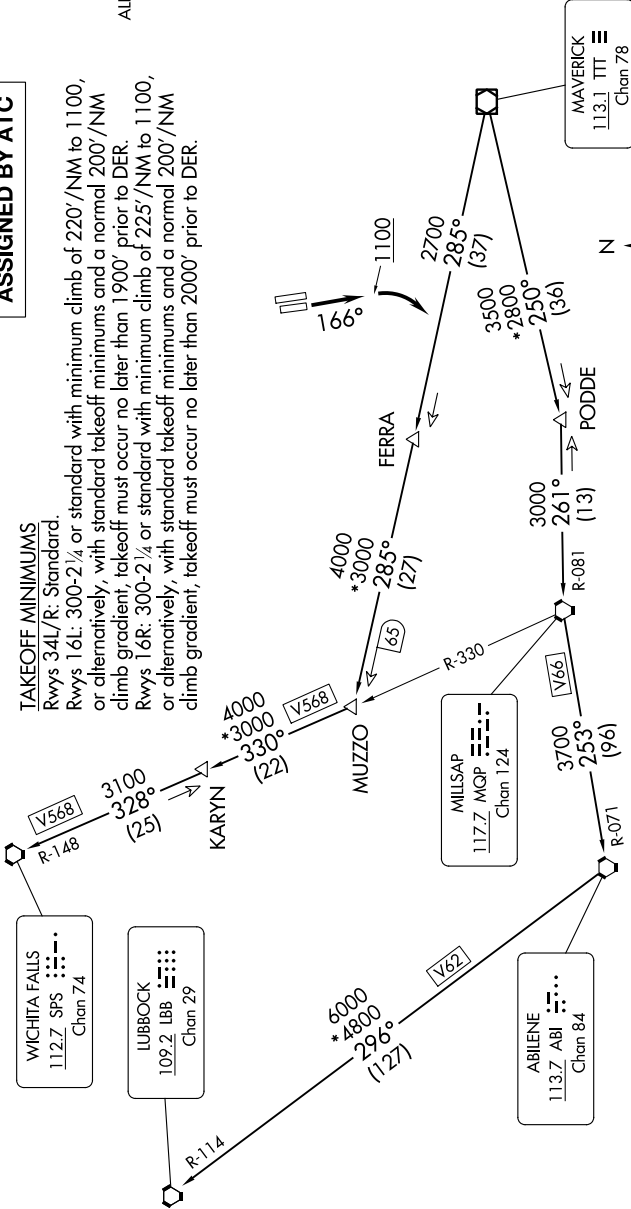 ASSIGNED BY ATC
TAKEOFF MINIMUMS
Rwys 34L/R: Standard.
Rwys 16L: 300-2¼ or standard with minimum climb of 220'/NM to 1100,
or alternatively, with standard takeoff minimums and a normal 200'/NM
climb gradient, takeoff must occur no later than 1900' prior to DER.
Rwys 16R: 300-2¼ or standard with minimum climb of 225'/NM to 1100,
or alternatively, with standard takeoff minimums and a normal 200'/NM
climb gradient, takeoff must occur no later than 2000' prior to DER.
WICHITA FALLS
112.7 SPS
Chan 74
R-148
V568
3100
328°
(25)
KARYN
4000
*3000
330°
(22)
V568
MUZZO
65
4000
*3000
285°
(27)
FERRA
166°
1100
2700
285°
(37)
MAVERICK
113.1 TTT
Chan 78
N
3500
*2800
250°
(36)
PODDE
3000
261°
(13)
R-081
R-330
MILLSAP
117.7 MQP
Chan 124
V66
3700
253°
(96)
R-071
ABILENE
113.7 ABI
Chan 84
V62
6000
*4800
296°
(127)
R-114
LUBBOCK
109.2 LBB
Chan 29